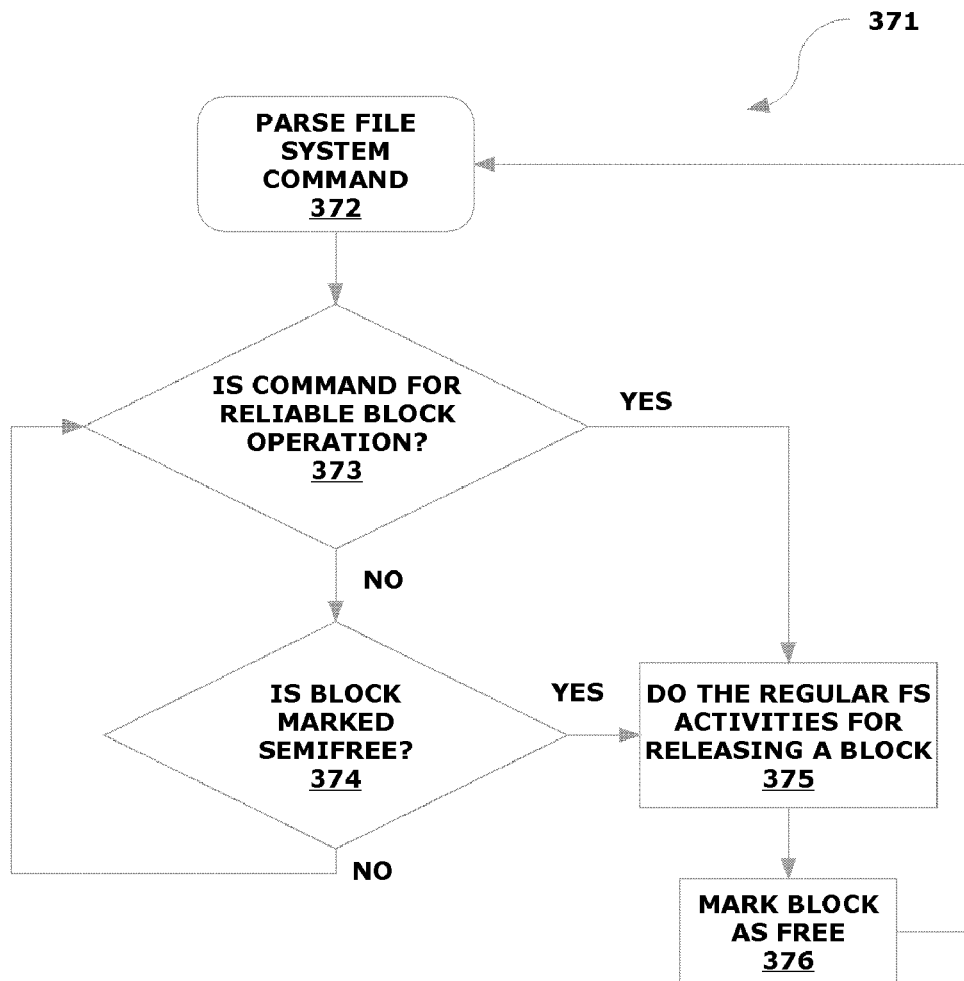 371
PARSE FILE
SYSTEM
COMMAND
372
IS COMMAND FOR
RELIABLE BLOCK
OPERATION?
373
YES
NO
IS BLOCK
MARKED
SEMIFREE?
374
YES
NO
DO THE REGULAR FS
ACTIVITIES FOR
RELEASING A BLOCK
375
MARK BLOCK
AS FREE
376